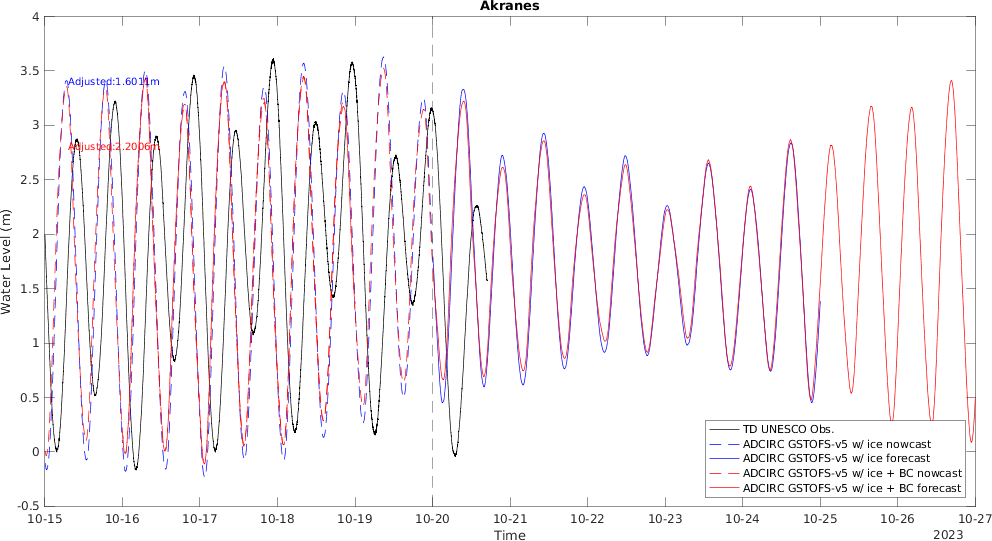 Akranes
4
3.5
3
2.5
2
1.5
1
0.5
0
-0.5
Water Level (m)
Adjusted:1.6011m
Adjusted:2.2006m
TD UNESCO Obs.
ADCIRC GSTOFS-v5 w/ ice nowcast
ADCIRC GSTOFS-v5 w/ ice forecast
ADCIRC GSTOFS-v5 w/ ice + BC nowcast
ADCIRC GSTOFS-v5 w/ ice + BC forecast
10-15 10-16 10-17 10-18 10-19 10-20 10-21 10-22 10-23 10-24 10-25 10-26 10-27
Time
2023